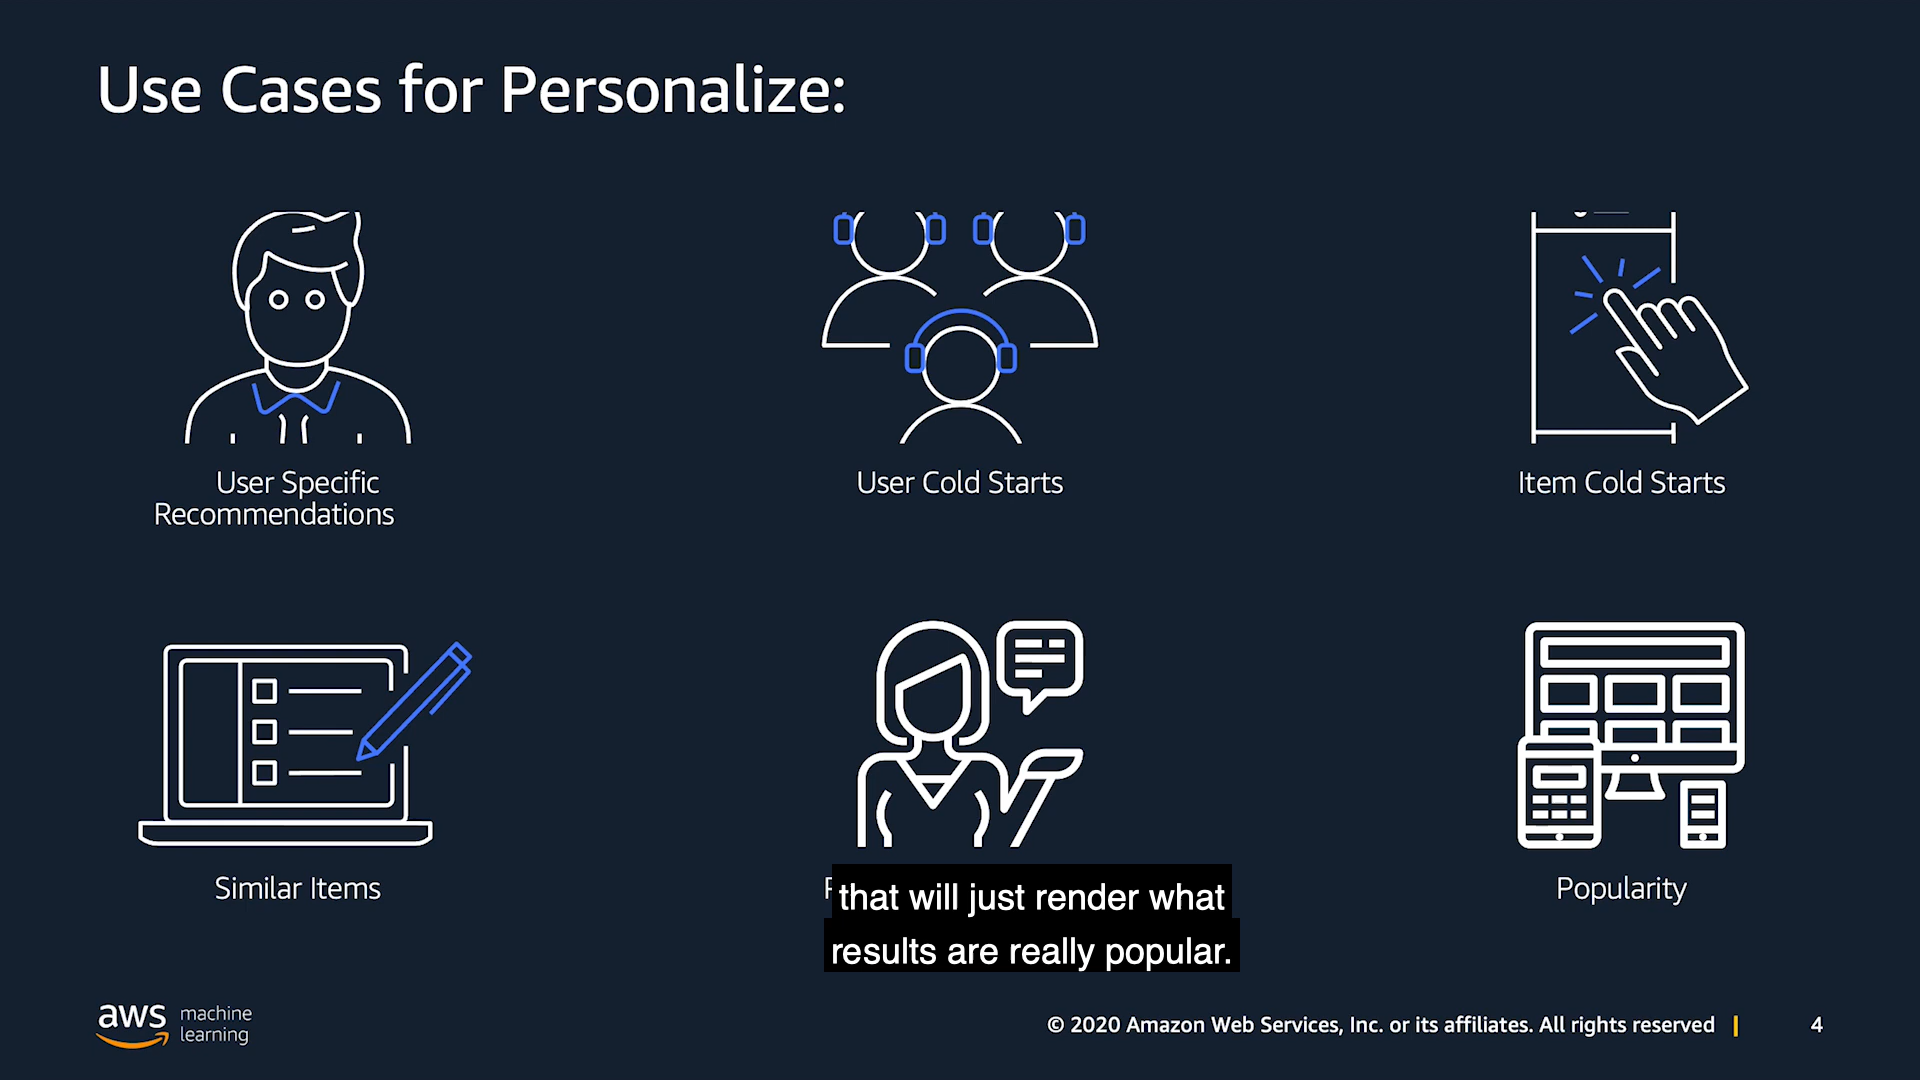 Use Cases for Personalize:
User Specific
Recommendations
User Cold Starts
Item Cold Starts
Similar Items
Popularity
that will just render what
results are really popular.
aws machine
learning
© 2020 Amazon Web Services, Inc. or its affiliates. All rights reserved | 4